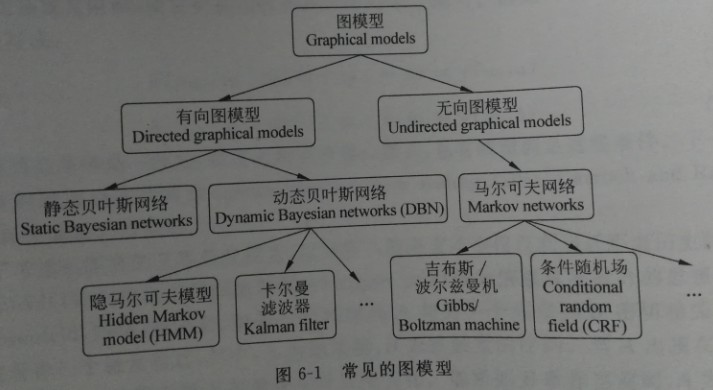 图模型
Graphical models
有向图模型
Directed graphical models
无向图模型
Undirected graphical models
静态贝叶斯网络
Static Bayesian networks
动态贝叶斯网络
Dynamic Bayesian networks (DBN)
马尔可夫网络
Markov networks
隐马尔可夫模型
Hidden Markov
model (HMM)
卡尔曼
滤波器
Kalman filter
...
吉布斯/
波尔兹曼机
Gibbs/
Boltzman machine
条件随机场
Conditional
random
field (CRF)
...
图 6-1 常见的图模型